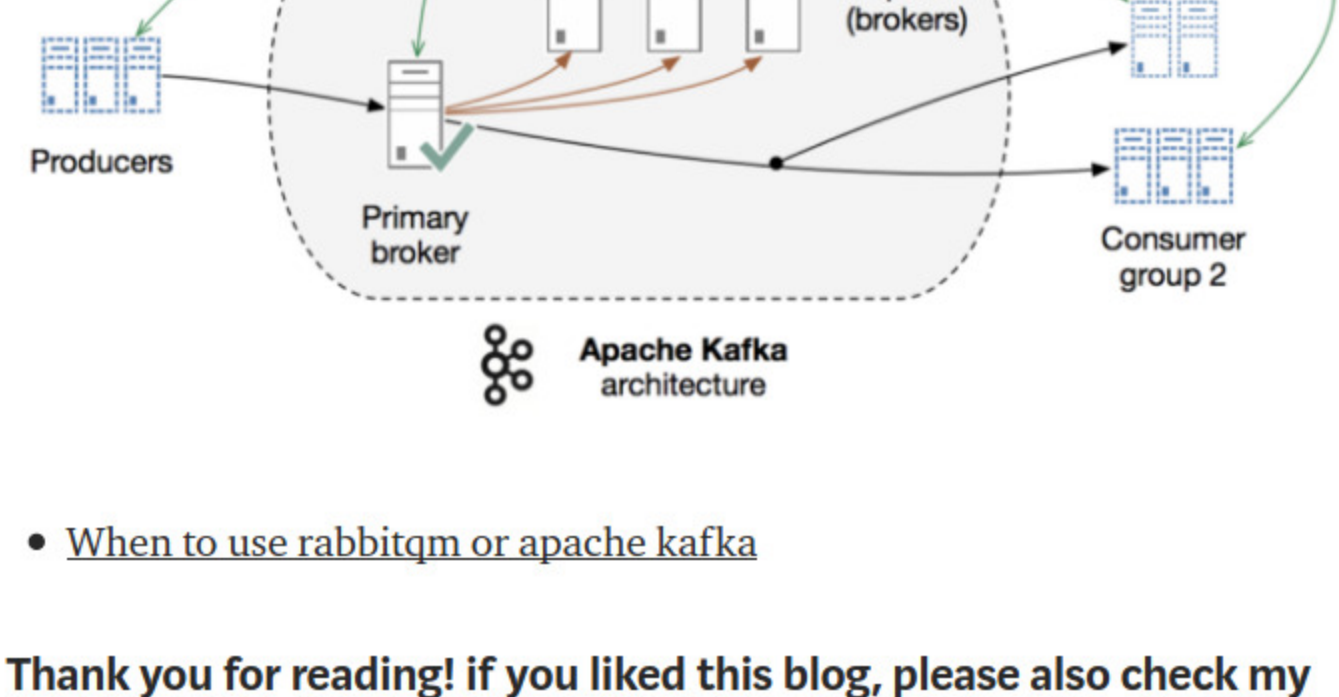 (brokers)
Producers
Primary
broker
Consumer
group 2
Apache Kafka
architecture
When to use rabbitqm or apache kafka
Thank you for reading! if you liked this blog, please also check my